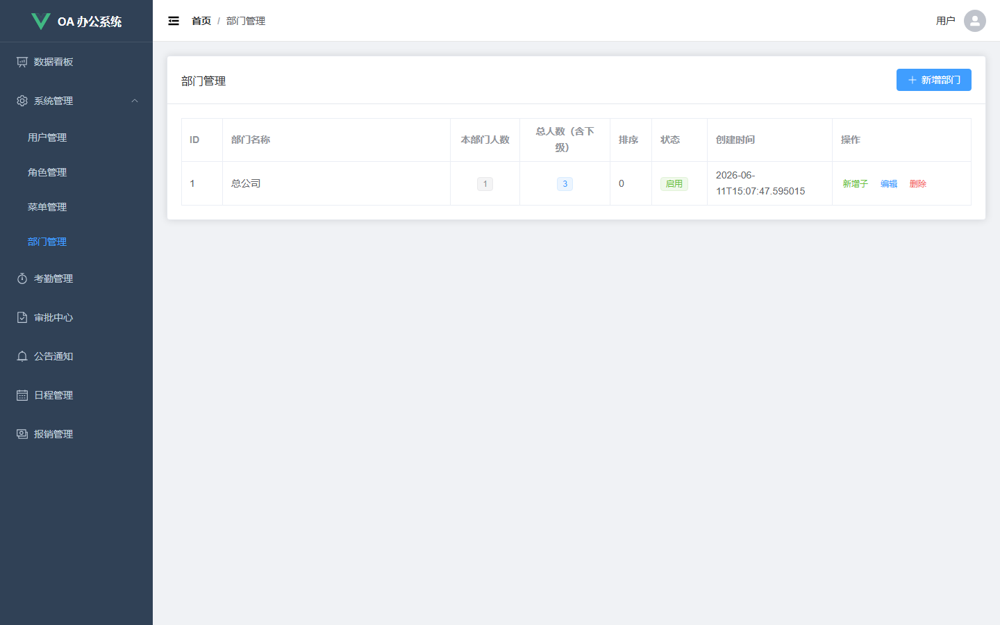 OA 办公系统
数据看板
系统管理
用户管理
角色管理
菜单管理
部门管理
考勤管理
审批中心
公告通知
日程管理
报销管理
首页 / 部门管理
用户
部门管理
新增部门
ID 部门名称 本部门人数 总人数（含下级） 排序 状态 创建时间 操作
1 总公司 1 3 0 启用 2026-06-11T15:07:47.595015 新增子 编辑 删除